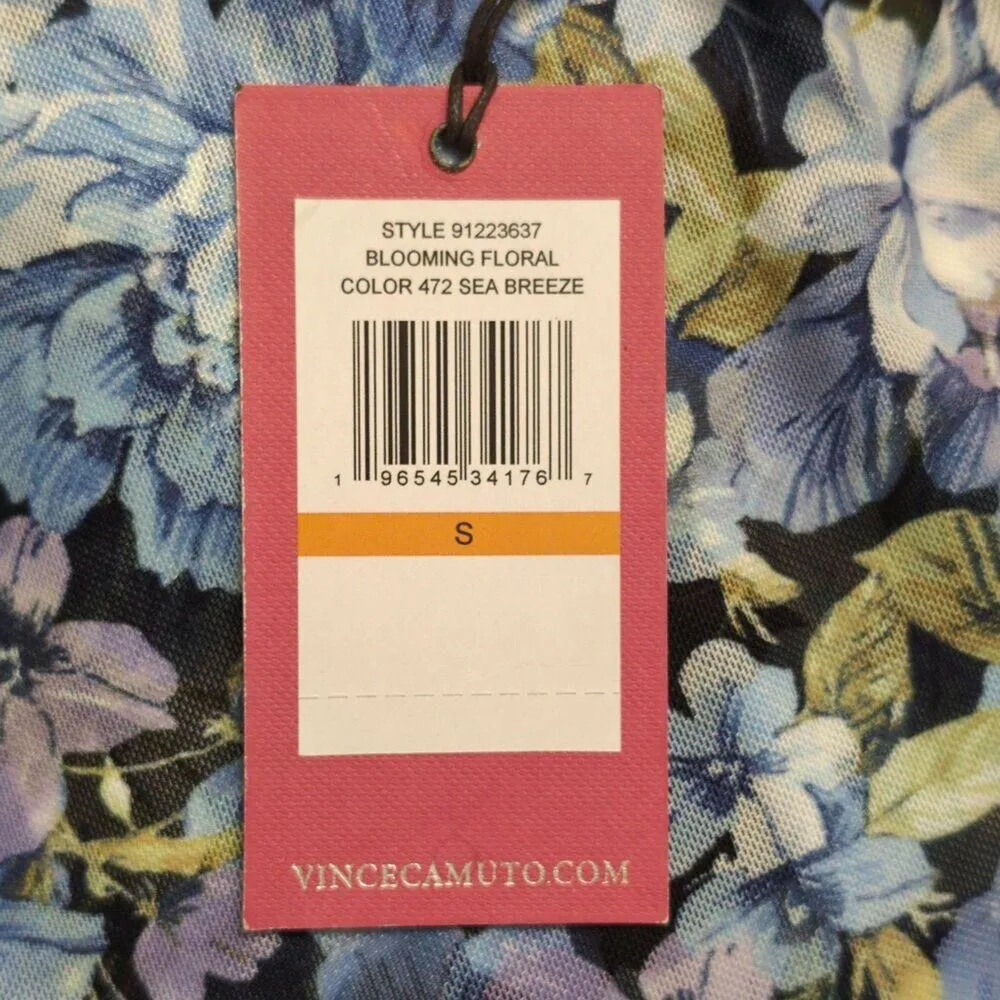 STYLE 91223637
BLOOMING FLORAL
COLOR 472 SEA BREEZE
1 96545 34176 7
S
VINCECAMUTO.COM